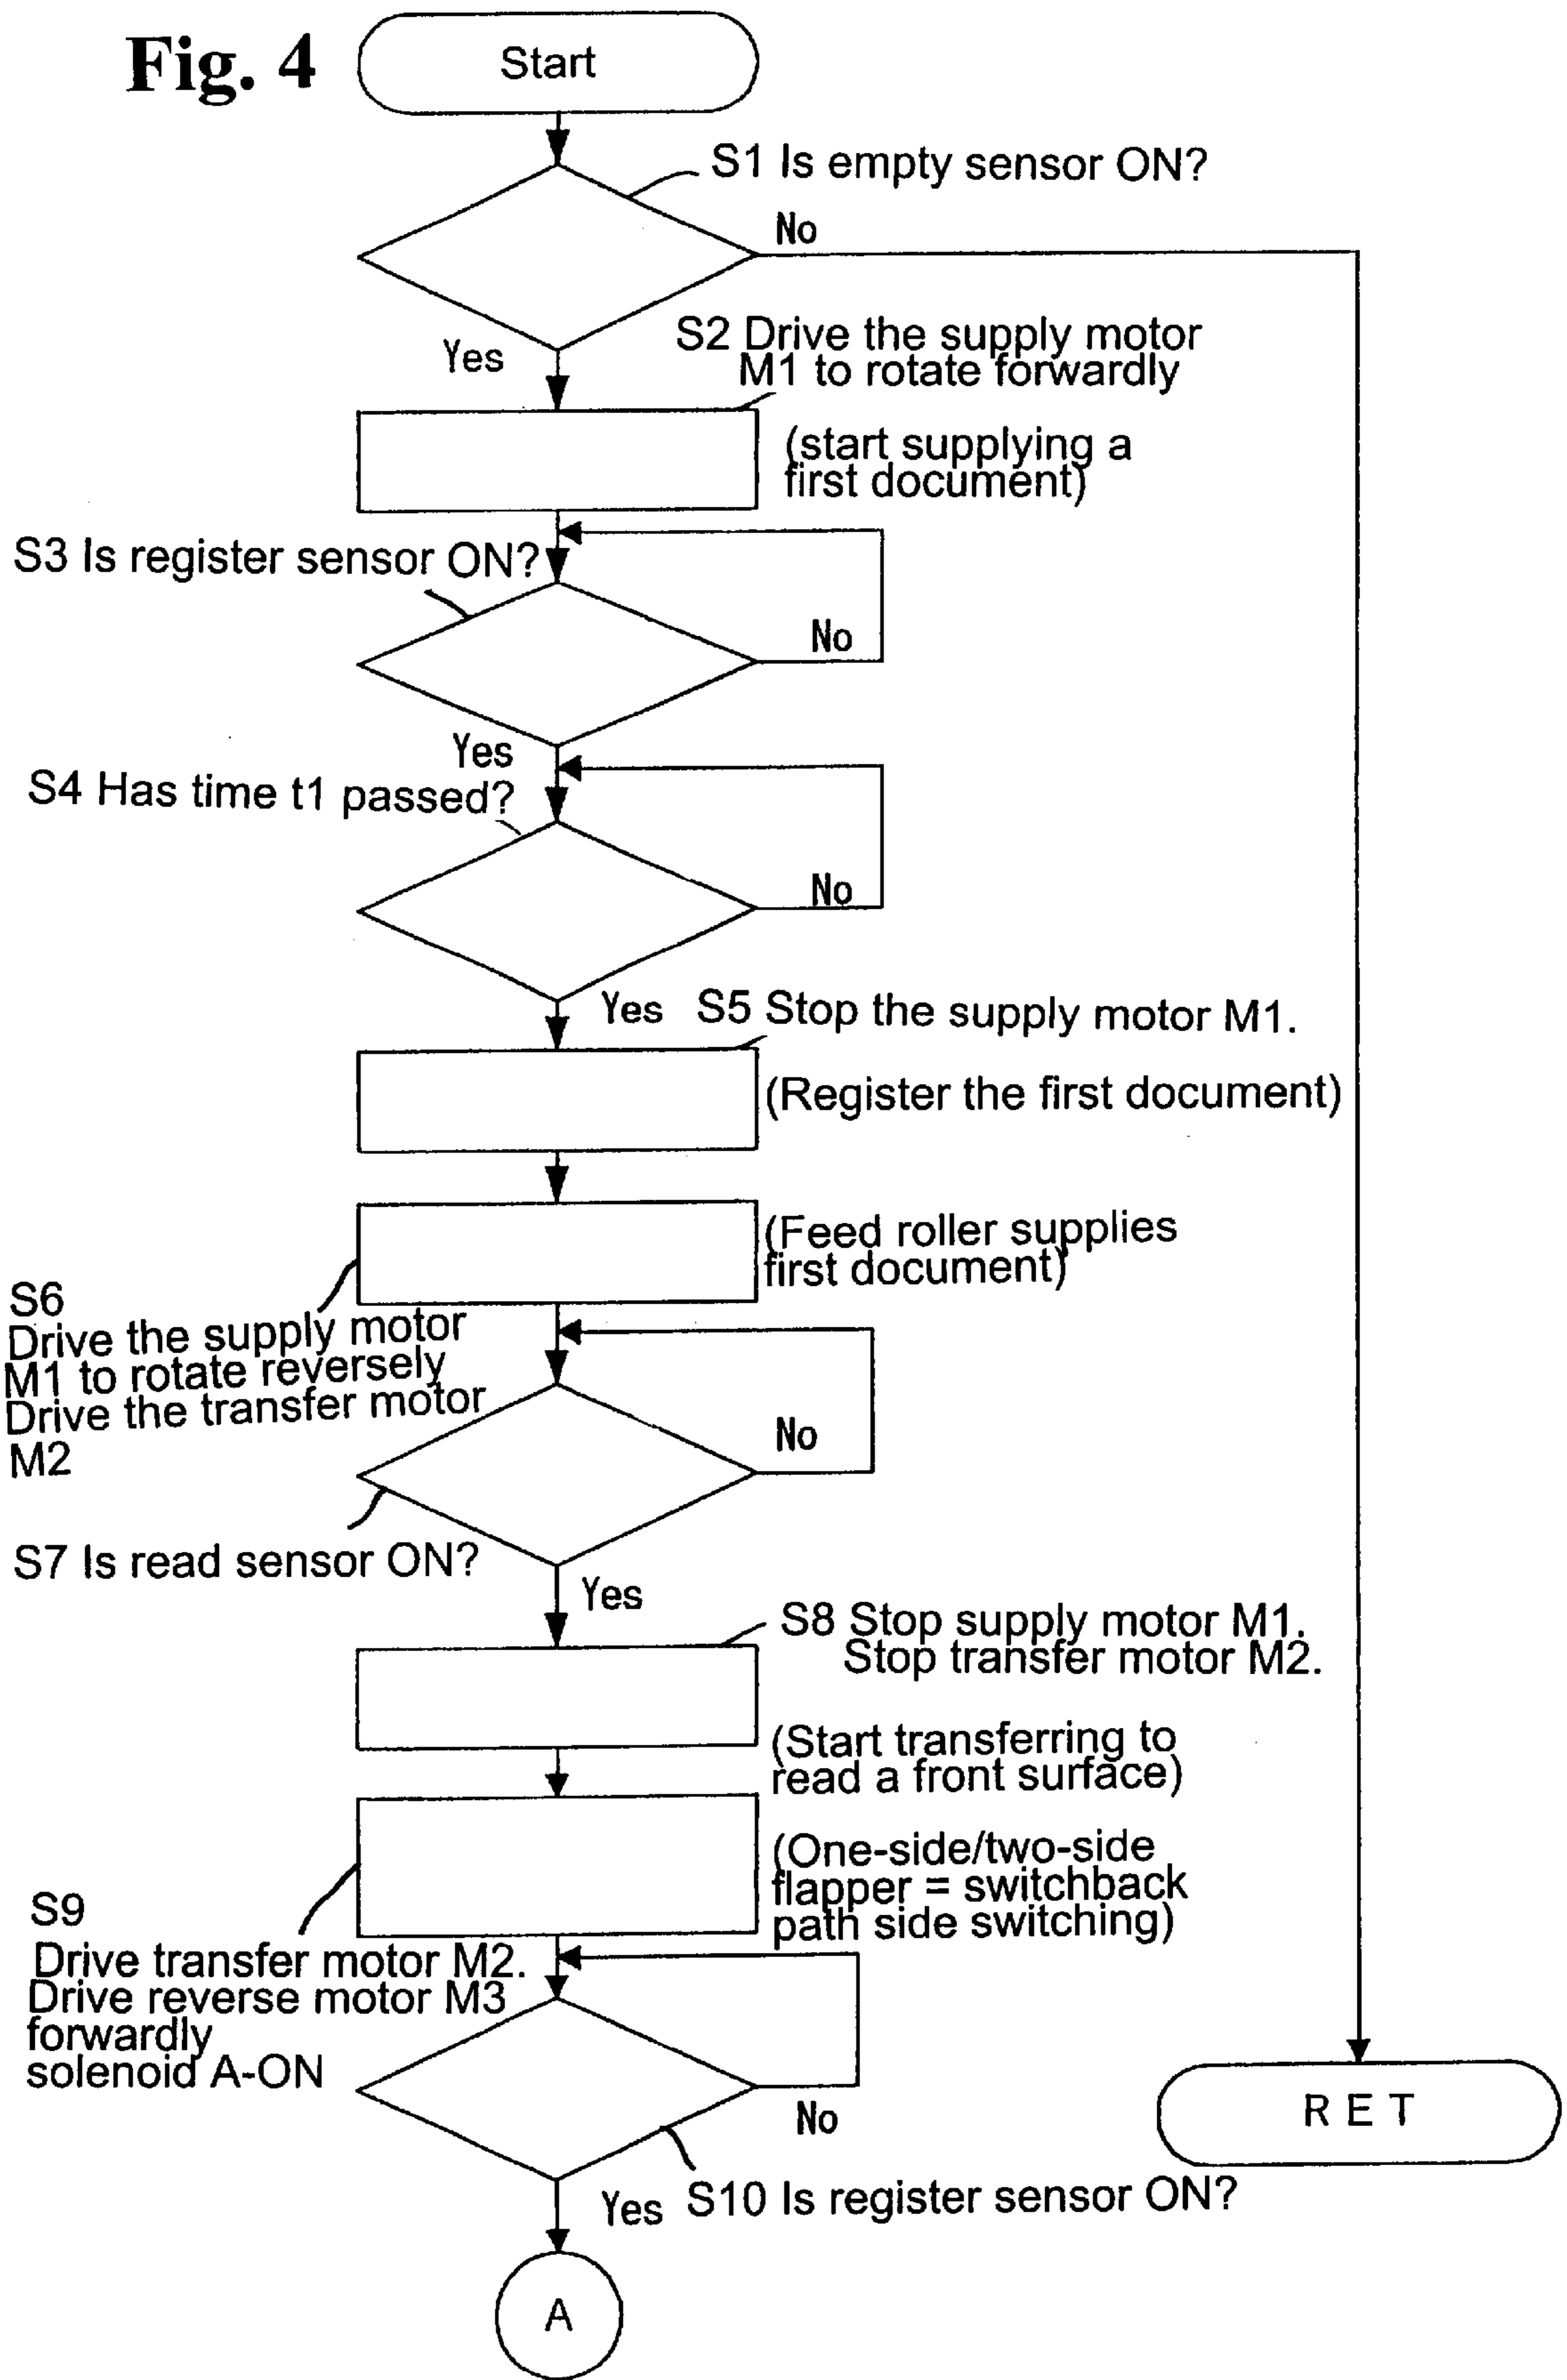 Fig. 4
Start
S1 Is empty sensor ON?
No
Yes
S2 Drive the supply motor
M1 to rotate forwardly
(start supplying a
first document)
S3 Is register sensor ON?
No
Yes
S4 Has time t1 passed?
No
Yes
S5 Stop the supply motor M1.
(Register the first document)
(Feed roller supplies
first document)
S6
Drive the supply motor
M1 to rotate reversely
Drive the transfer motor
M2
No
S7 Is read sensor ON?
Yes
S8 Stop supply motor M1.
Stop transfer motor M2.
(Start transferring to
read a front surface)
(One-side/two-side
flapper = switchback
path side switching)
S9
Drive transfer motor M2.
Drive reverse motor M3
forwardly
solenoid A-ON
No
RET
Yes
S10 Is register sensor ON?
A